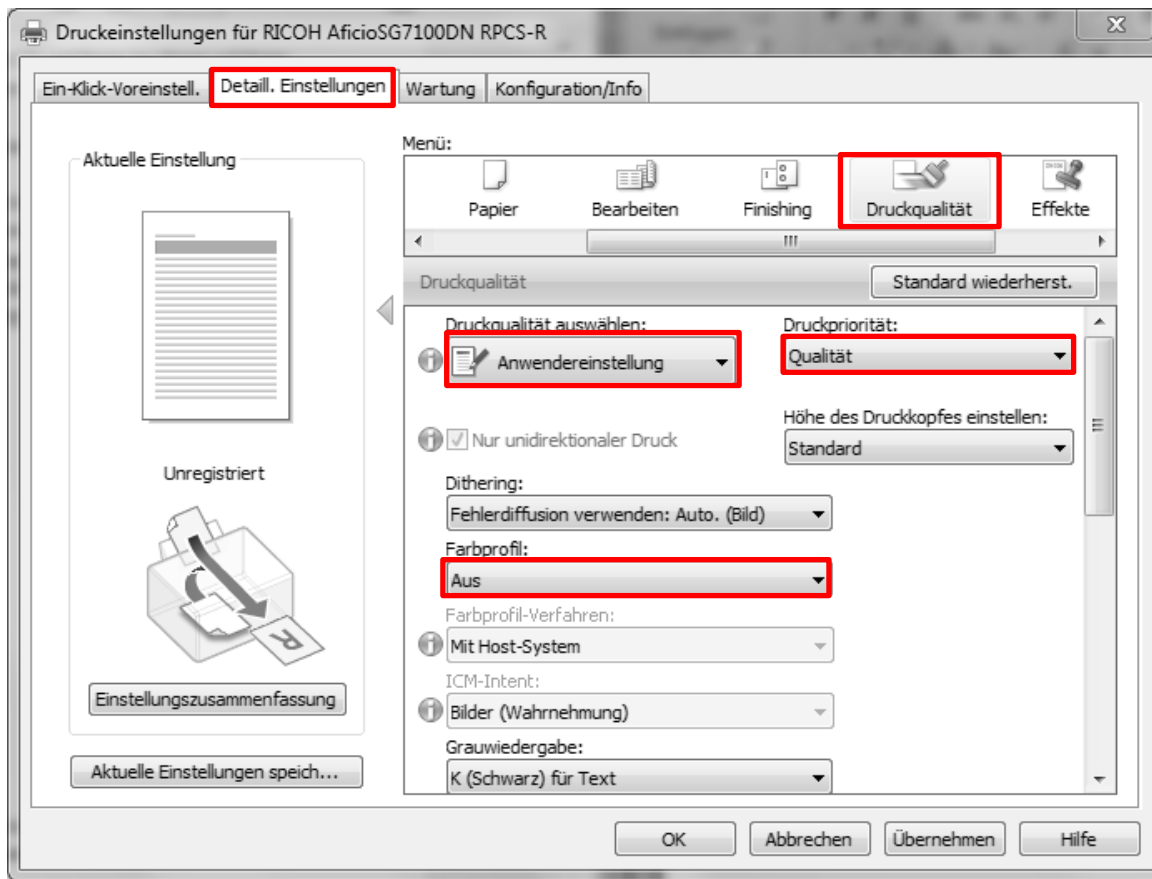 Druckeinstellungen für RICOH AficioSG7100DN RPCS-R
Ein-Klick-Voreinstell. Detaill. Einstellungen Wartung Konfiguration/Info
Aktuelle Einstellung
Unregistriert
R
Einstellungszusammenfassung
Aktuelle Einstellungen speich...
Menü:
Papier Bearbeiten Finishing Druckqualität Effekte
Druckqualität Standard wiederherst.
Druckqualität auswählen: Druckpriorität:
Anwendereinstellung Qualität
Höhe des Druckkopfes einstellen:
Nur unidirektionaler Druck Standard
Dithering:
Fehlerdiffusion verwenden: Auto. (Bild)
Farbprofil:
Aus
Farbprofil-Verfahren:
Mit Host-System
ICM-Intent:
Bilder (Wahrnehmung)
Grauwiedergabe:
K (Schwarz) für Text
OK Abbrechen Übernehmen Hilfe